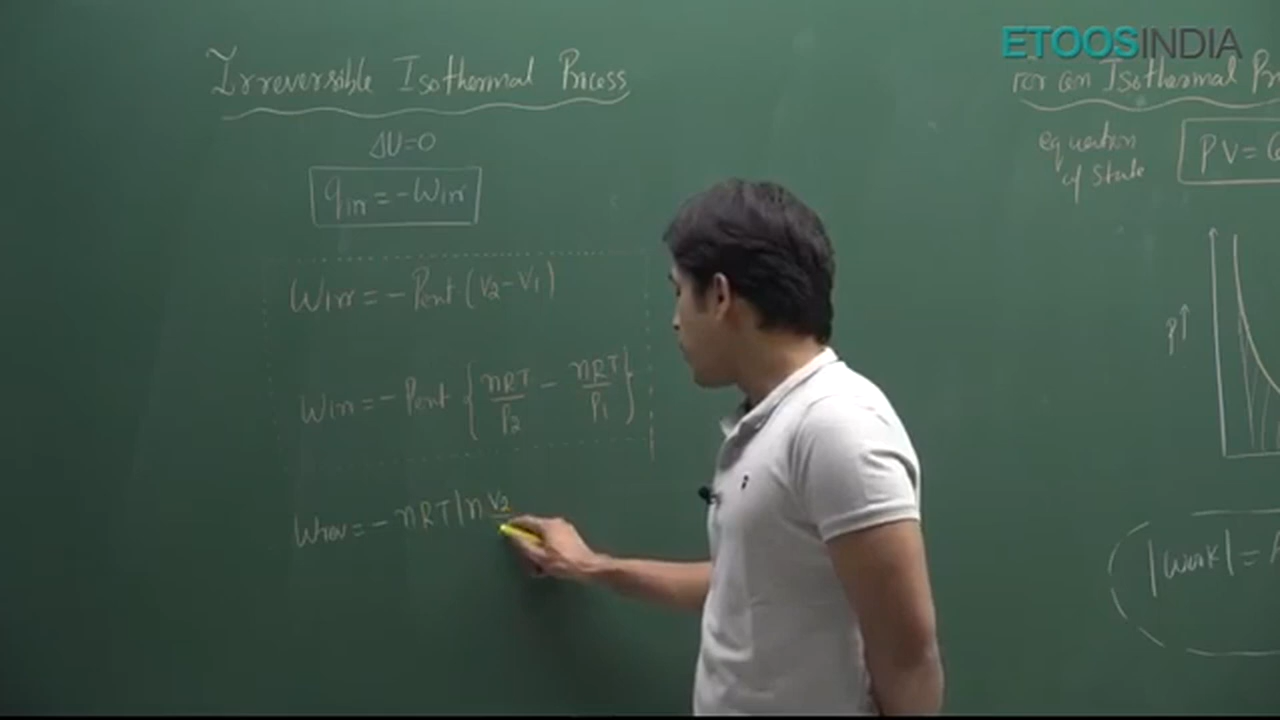 ETOOSINDIA
Irreversible Isothermal Process
ΔU=0
qirr = -Wirr
Wirr = -Pext (V2-V1)
Wirr = -Pext {nRT/P2 - nRT/P1}
Wrev = -nRT ln V2
For an Isothermal Pr
equation of State
PV = 
P↑
|Work| =